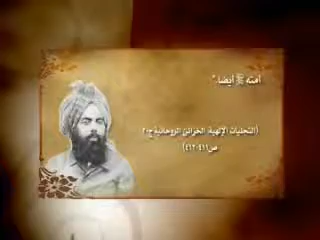 أمته ﷺ أيضا."
(التجليات الإلهية، الخزائن الروحانية ج٢٠
ص٤١١-٤١٢)